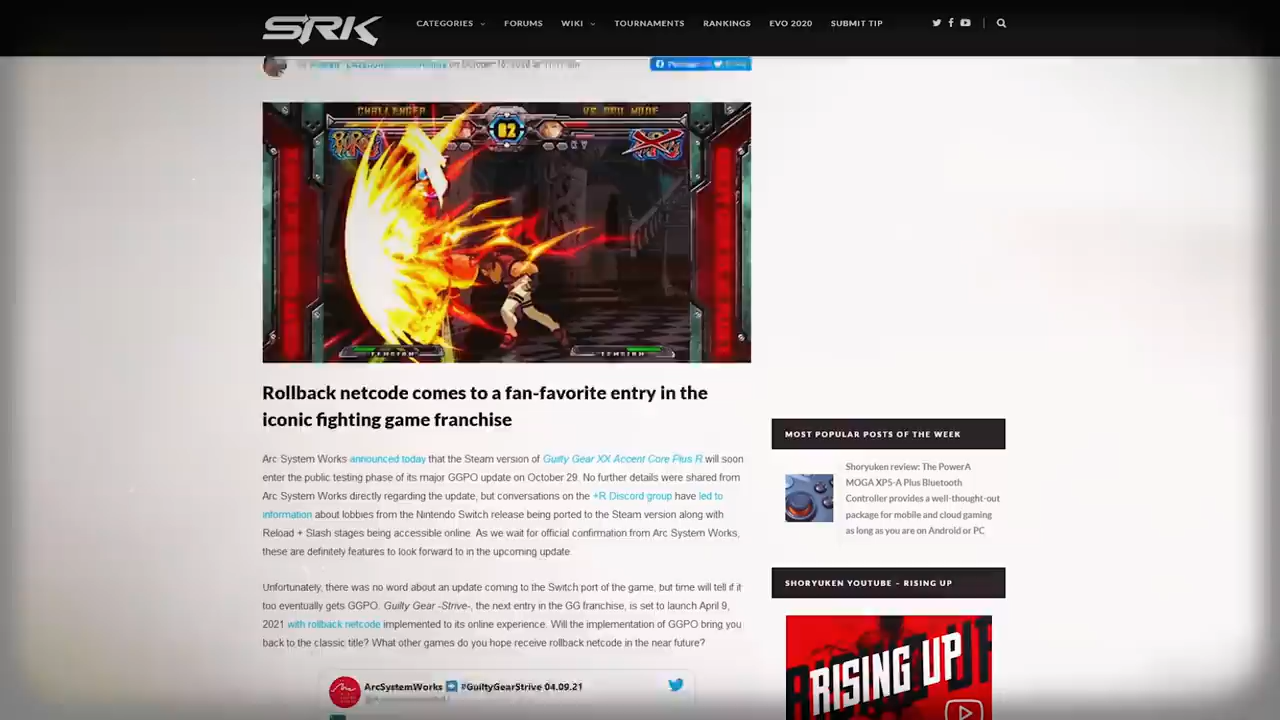 SRK
CATEGORIES FORUMS WIKI TOURNAMENTS RANKINGS EVO 2020 SUBMIT TIP
CHALLENGER VS CPU MODE
82
TENSION TENSION
Rollback netcode comes to a fan-favorite entry in the
iconic fighting game franchise
Arc System Works announced today that the Steam version of Guilty Gear XX Accent Core Plus R will soon
enter the public testing phase of its major GGPO update on October 29. No further details were shared from
Arc System Works directly regarding the update, but conversations on the +R Discord group have led to
information about lobbies from the Nintendo Switch release being ported to the Steam version along with
Reload + Slash stages being accessible online. As we wait for official confirmation from Arc System Works,
these are definitely features to look forward to in the upcoming update.
Unfortunately, there was no word about an update coming to the Switch port of the game, but time will tell if it
too eventually gets GGPO. Guilty Gear -Strive-, the next entry in the GG franchise, is set to launch April 9,
2021 with rollback netcode implemented to its online experience. Will the implementation of GGPO bring you
back to the classic title? What other games do you hope receive rollback netcode in the near future?
ArcSystemWorks ➡ #GuiltyGearStrive 04.09.21
MOST POPULAR POSTS OF THE WEEK
Shoryuken review: The PowerA
MOGA XP5-A Plus Bluetooth
Controller provides a well-thought-out
package for mobile and cloud gaming
as long as you are on Android or PC
SHORYUKEN YOUTUBE – RISING UP
RISING UP